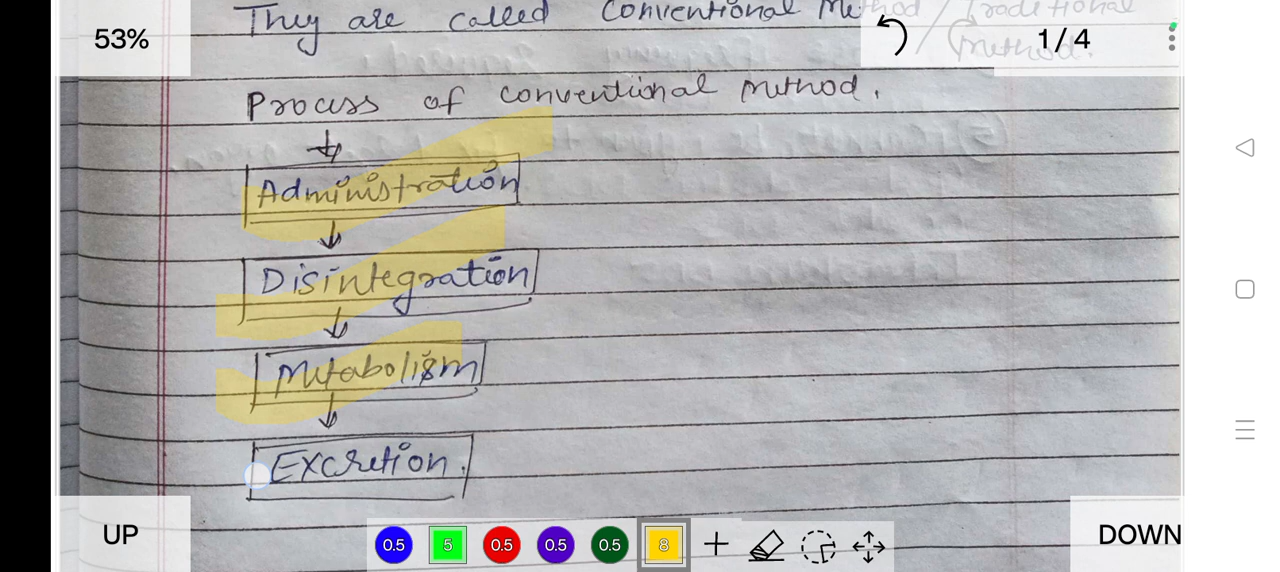 They are called Conventional Method / Traditional
53%
1/4
method.
Process of conventional method.
Administration
Disintegration
Metabolism
Excretion.
UP
DOWN
0.5
5
0.5
0.5
0.5
8